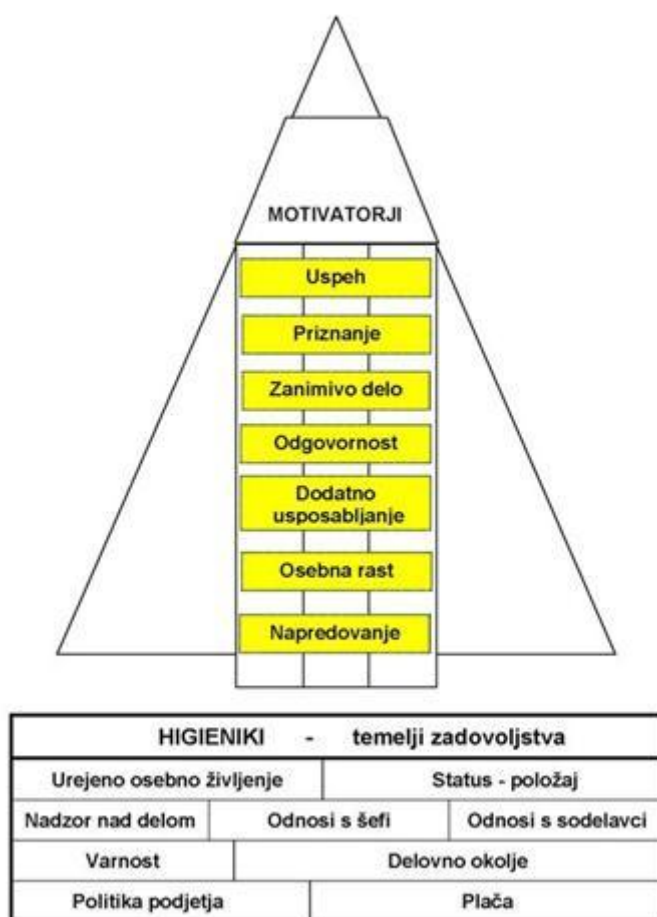 MOTIVATORJI
Uspeh
Priznanje
Zanimivo delo
Odgovornost
Dodatno
usposabljanje
Osebna rast
Napredovanje
HIGIENIKI - temelji zadovoljstva
Urejeno osebno življenje Status - položaj
Nadzor nad delom Odnosi s šefi Odnosi s sodelavci
Varnost Delovno okolje
Politika podjetja Plača